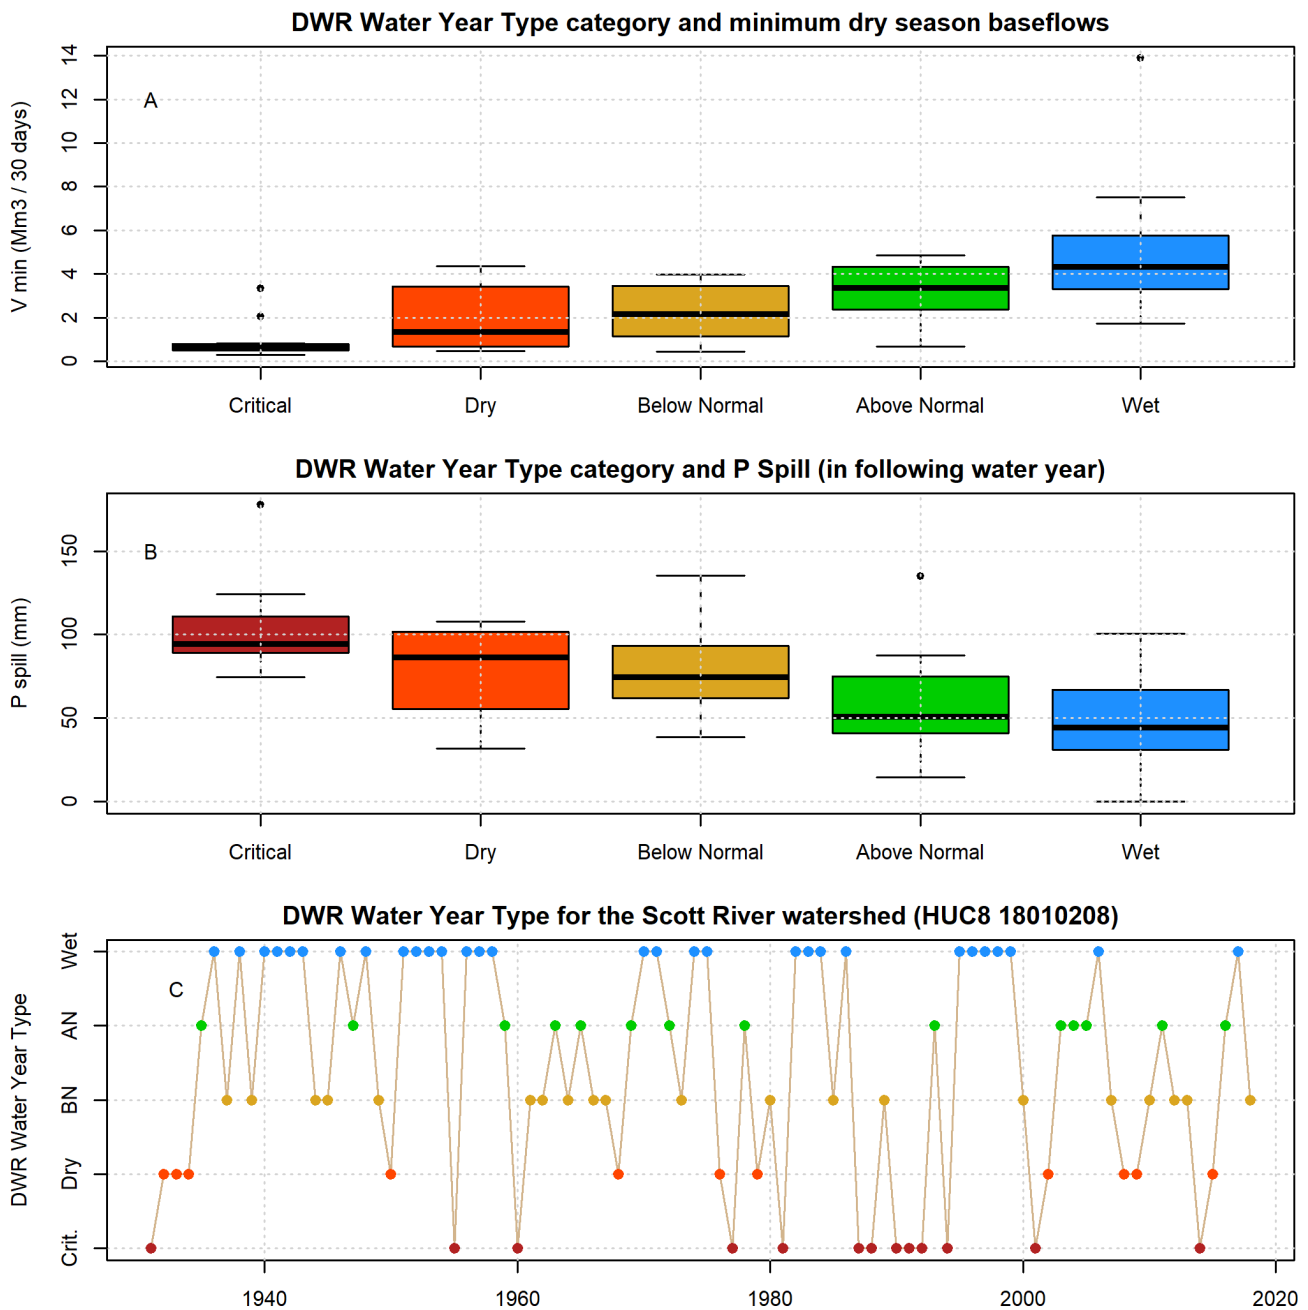 DWR Water Year Type category and minimum dry season baseflows
V min (Mm3 / 30 days)
14
12
10
8
6
4
2
0
A
Critical Dry Below Normal Above Normal Wet
DWR Water Year Type category and P Spill (in following water year)
P spill (mm)
150
100
50
0
B
Critical Dry Below Normal Above Normal Wet
DWR Water Year Type for the Scott River watershed (HUC8 18010208)
DWR Water Year Type
Wet
AN
BN
Dry
Crit.
C
1940 1960 1980 2000 2020